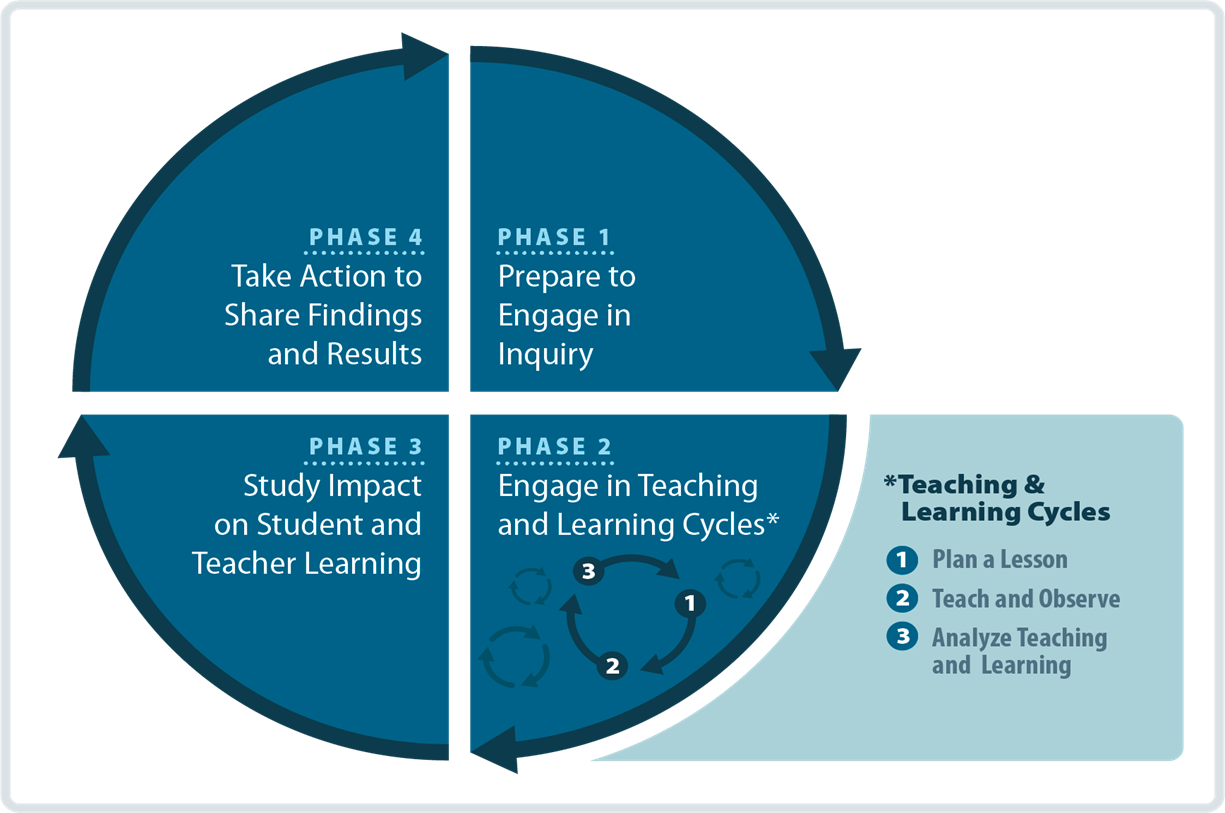 PHASE 4
Take Action to
Share Findings
and Results
PHASE 1
Prepare to
Engage in
Inquiry
PHASE 3
Study Impact
on Student and
Teacher Learning
PHASE 2
Engage in Teaching
and Learning Cycles*
3
1
2
*Teaching &
Learning Cycles
1 Plan a Lesson
2 Teach and Observe
3 Analyze Teaching
and Learning